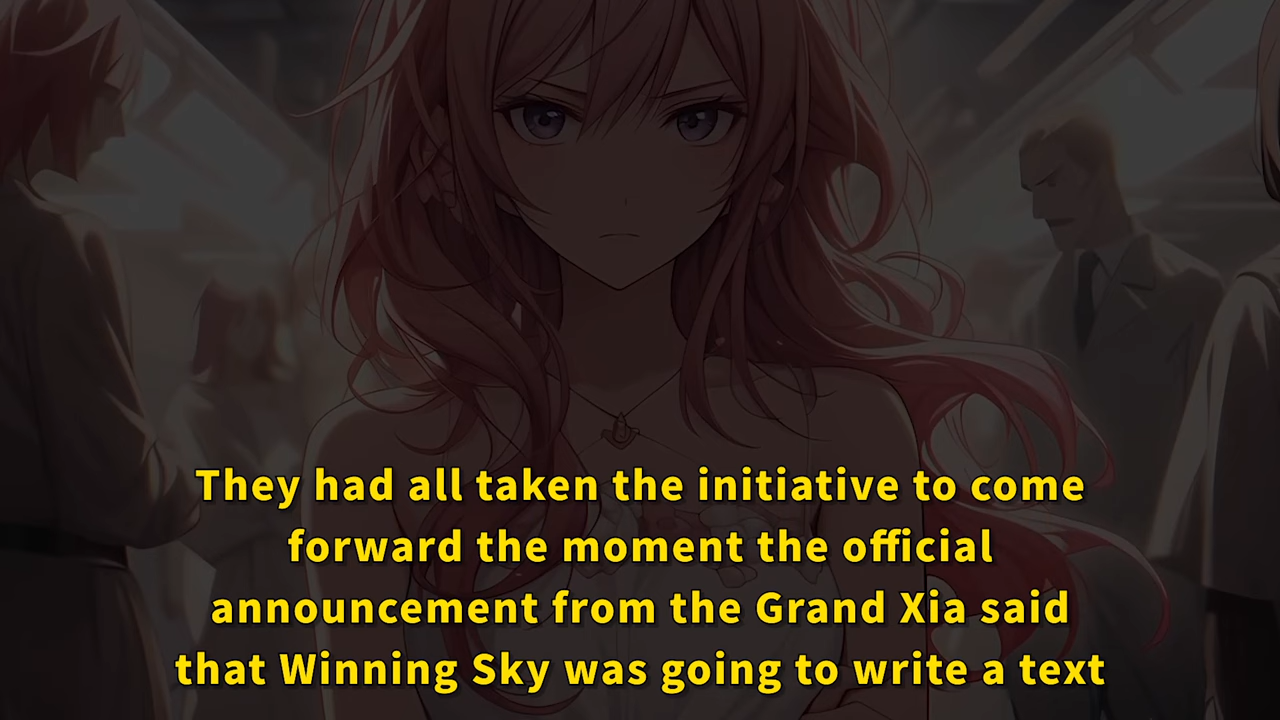 They had all taken the initiative to come
forward the moment the official
announcement from the Grand Xia said
that Winning Sky was going to write a text